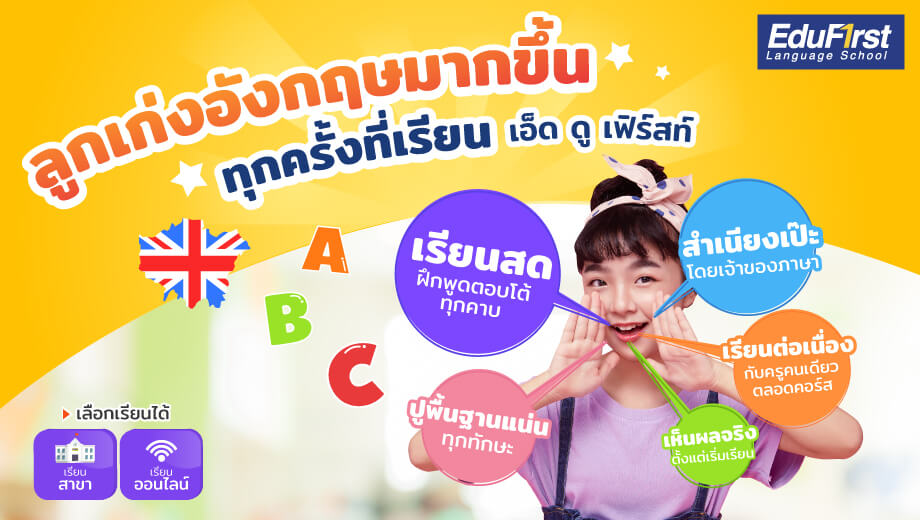 EduF1rst
Language School
ลูกเก่งอังกฤษมากขึ้น
ทุกครั้งที่เรียน เอ็ด ดู เฟิร์สท์
A
B
C
เรียนสด
ฝึกพูดตอบโต้
ทุกคาบ
สำเนียงเป๊ะ
โดยเจ้าของภาษา
เรียนต่อเนื่อง
กับครูคนเดียว
ตลอดคอร์ส
ปูพื้นฐานแน่น
ทุกทักษะ
เห็นผลจริง
ตั้งแต่เริ่มเรียน
เลือกเรียนได้
เรียน
สาขา
เรียน
ออนไลน์